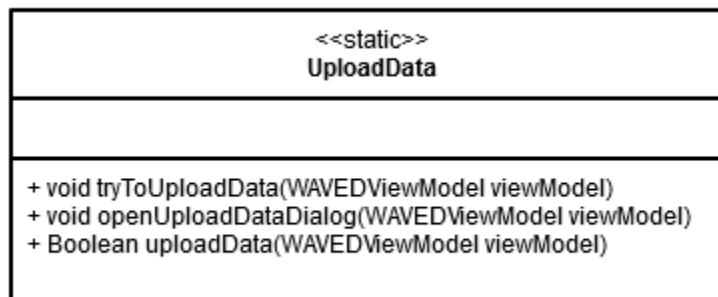 <<static>>
UploadData
+ void tryToUploadData(WAVEDViewModel viewModel)
+ void openUploadDataDialog(WAVEDViewModel viewModel)
+ Boolean uploadData(WAVEDViewModel viewModel)